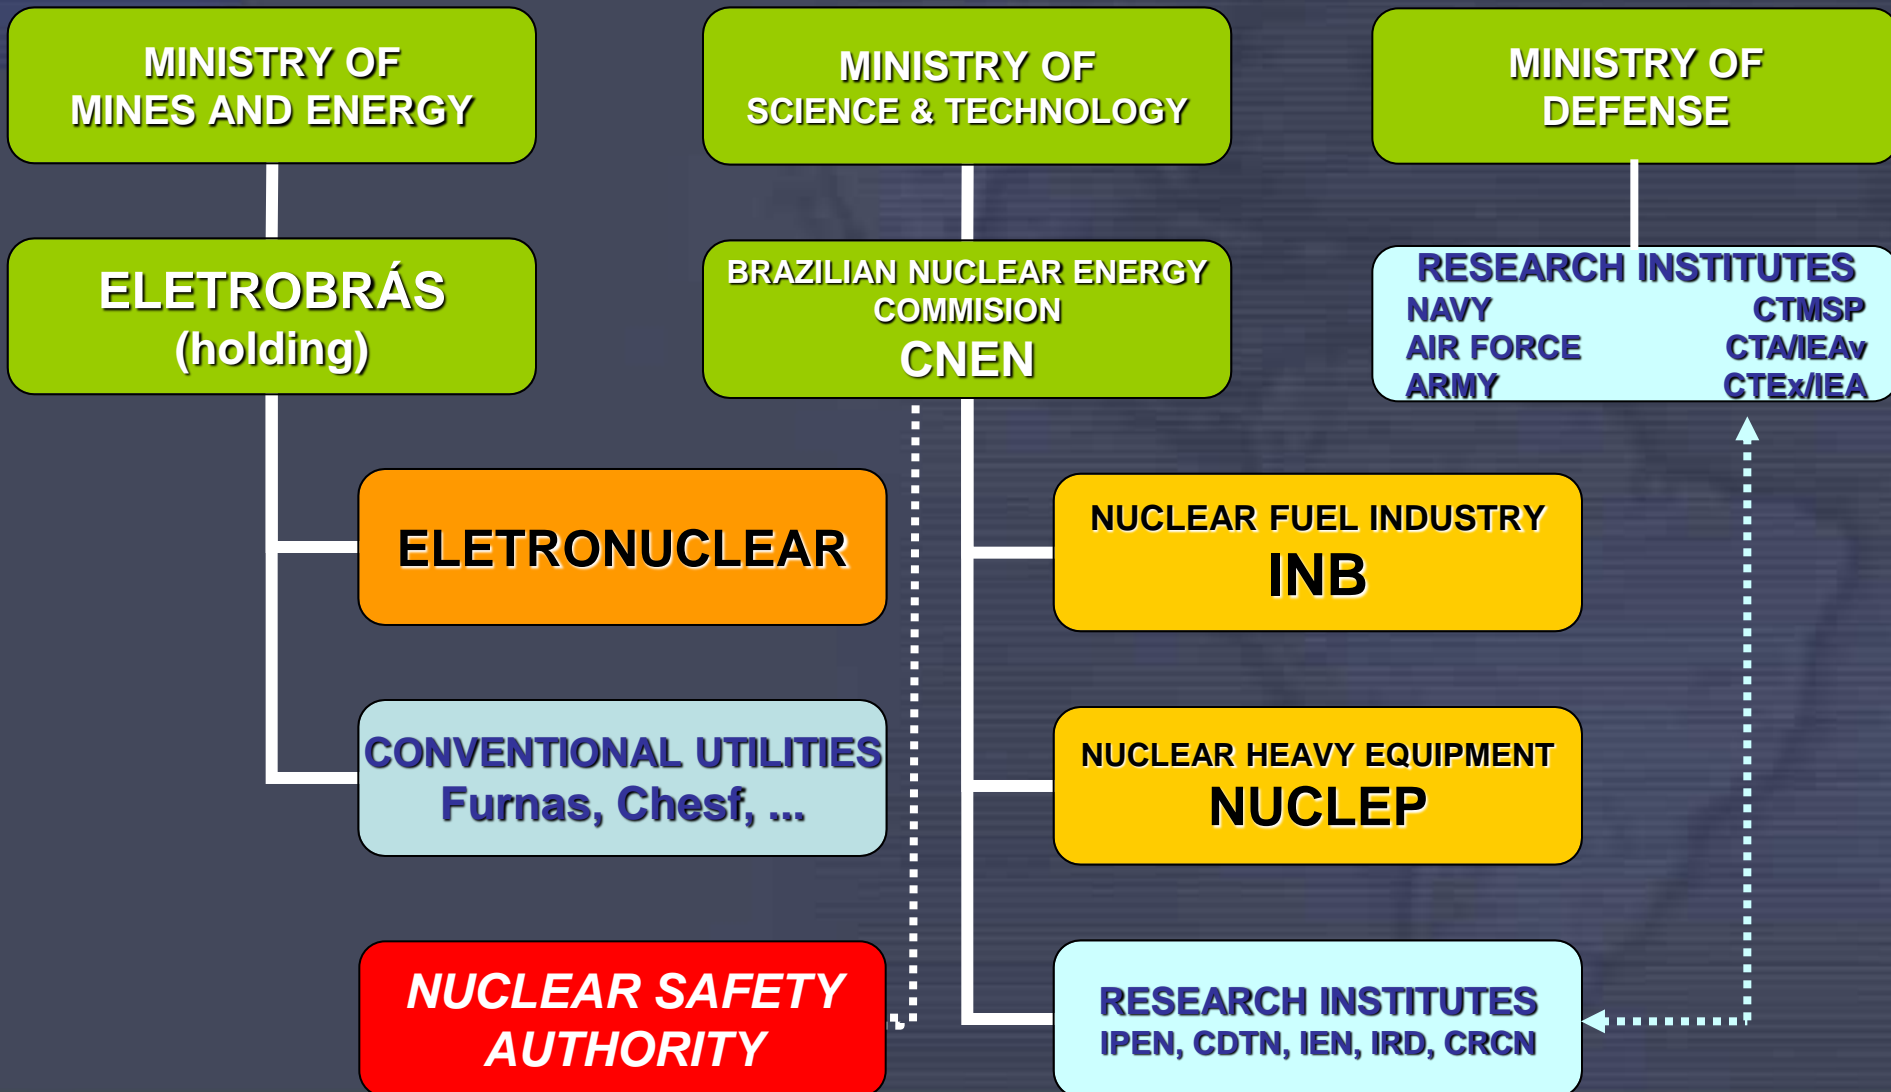 MINISTRY OF
MINES AND ENERGY
MINISTRY OF
SCIENCE & TECHNOLOGY
MINISTRY OF
DEFENSE
ELETROBRÁS
(holding)
BRAZILIAN NUCLEAR ENERGY
COMMISION
CNEN
RESEARCH INSTITUTES
NAVY CTMSP
AIR FORCE CTA/IEAv
ARMY CTEx/IEA
ELETRONUCLEAR
NUCLEAR FUEL INDUSTRY
INB
CONVENTIONAL UTILITIES
Furnas, Chesf, ...
NUCLEAR HEAVY EQUIPMENT
NUCLEP
NUCLEAR SAFETY
AUTHORITY
RESEARCH INSTITUTES
IPEN, CDTN, IEN, IRD, CRCN